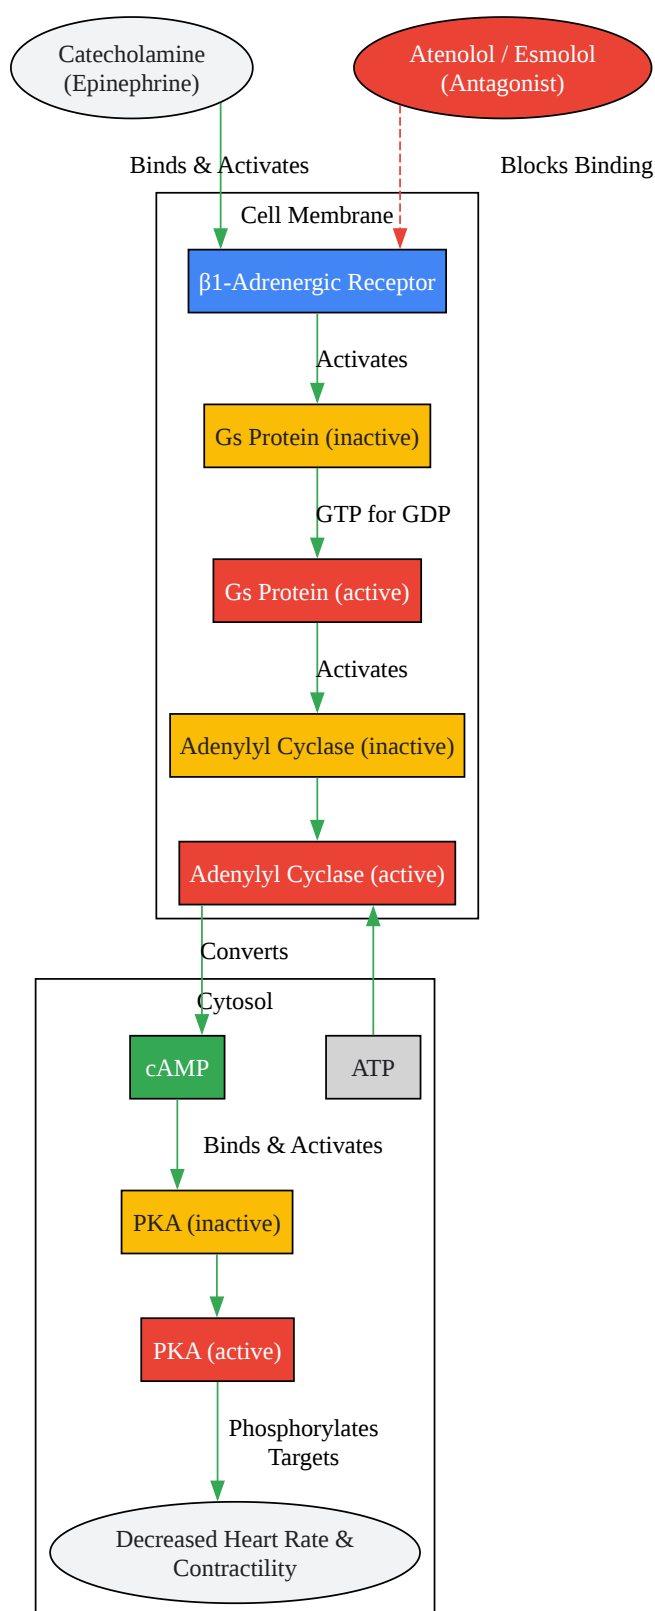 Catecholamine
(Epinephrine)
Atenolol / Esmolol
(Antagonist)
Binds & Activates
Blocks Binding
Cell Membrane
β1-Adrenergic Receptor
Activates
Gs Protein (inactive)
GTP for GDP
Gs Protein (active)
Activates
Adenylyl Cyclase (inactive)
Adenylyl Cyclase (active)
Converts
Cytosol
cAMP
ATP
Binds & Activates
PKA (inactive)
PKA (active)
Phosphorylates
Targets
Decreased Heart Rate &
Contractility